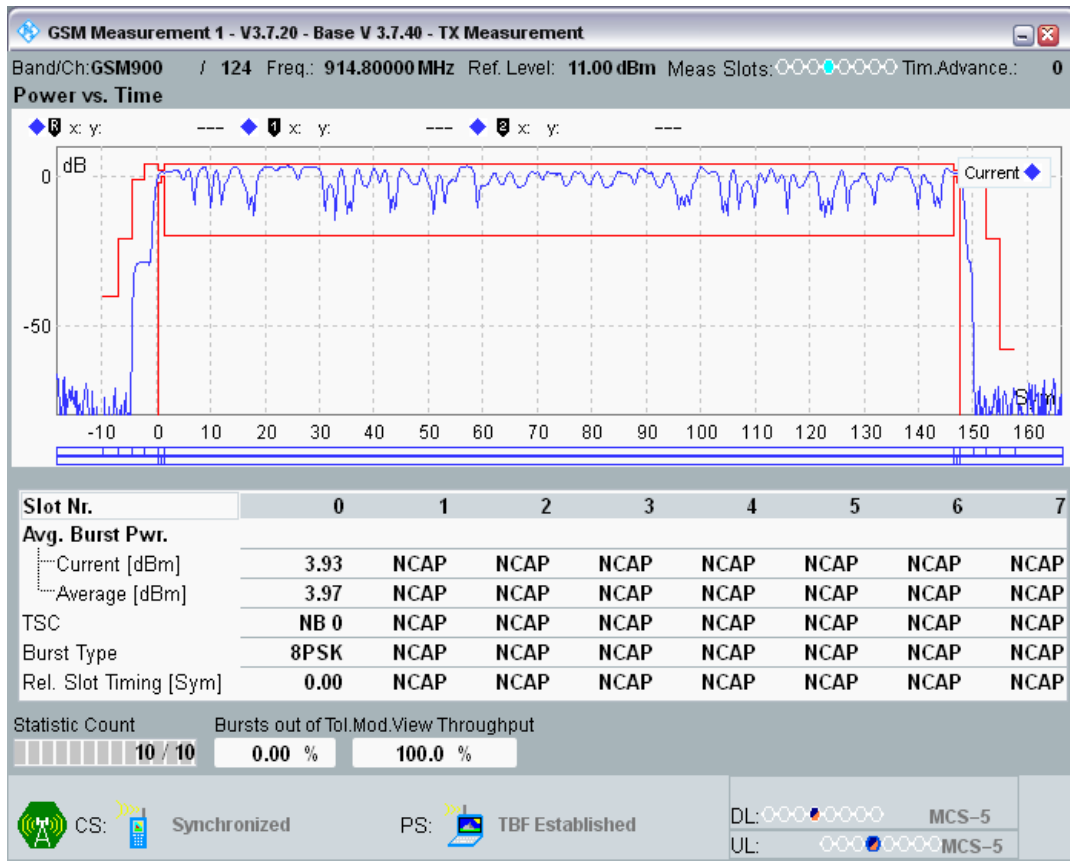 GSM Measurement 1 - V3.7.20 - Base V 3.7.40 - TX Measurement
Band/Ch:GSM900 / 124 Freq.: 914.80000 MHz Ref. Level: 11.00 dBm Meas Slots: Tim.Advance.: 0
Power vs. Time
R x: y: --- 1 x: y: --- 2 x: y: ---
dB
Current
0
-50
Sym
-10 0 10 20 30 40 50 60 70 80 90 100 110 120 130 140 150 160
Slot Nr. 0 1 2 3 4 5 6 7
Avg. Burst Pwr.
Current [dBm] 3.93 NCAP NCAP NCAP NCAP NCAP NCAP NCAP
Average [dBm] 3.97 NCAP NCAP NCAP NCAP NCAP NCAP NCAP
TSC NB 0 NCAP NCAP NCAP NCAP NCAP NCAP NCAP
Burst Type 8PSK NCAP NCAP NCAP NCAP NCAP NCAP NCAP
Rel. Slot Timing [Sym] 0.00 NCAP NCAP NCAP NCAP NCAP NCAP NCAP
Statistic Count Bursts out of Tol.Mod.View Throughput
10 / 10 0.00 % 100.0 %
CS: Synchronized PS: TBF Established DL: MCS-5
UL: MCS-5